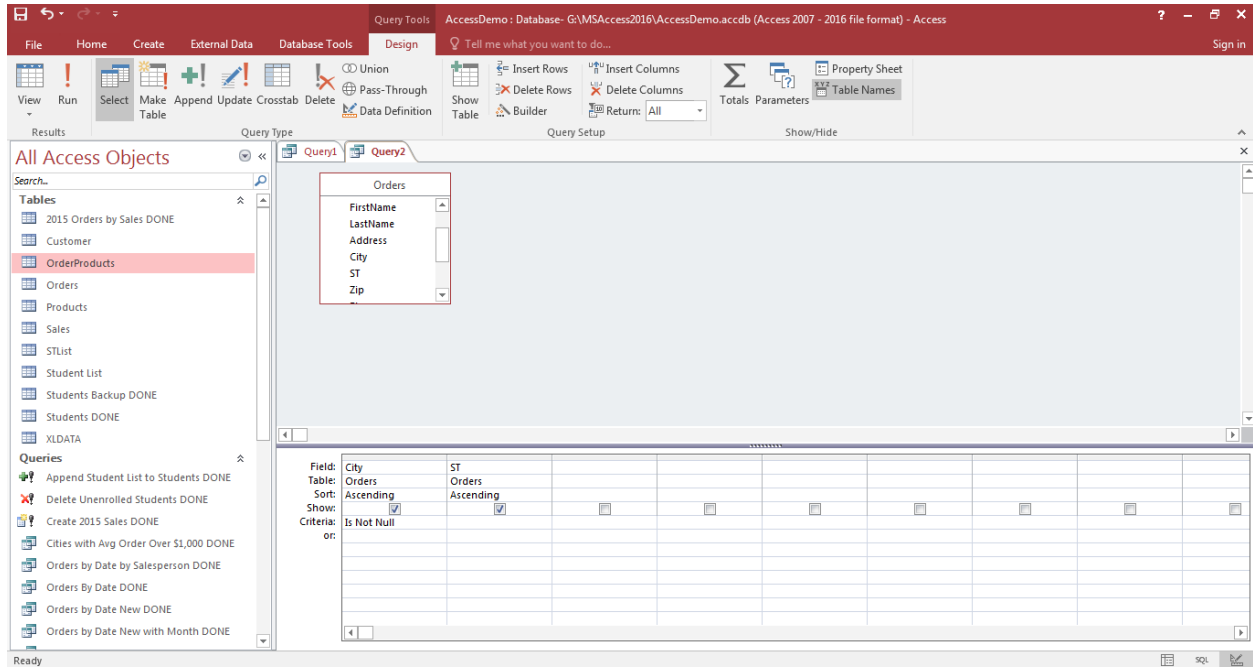 Query Tools AccessDemo : Database- G:\MSAccess2016\AccessDemo.accdb (Access 2007 - 2016 file format) - Access
File Home Create External Data Database Tools Design Tell me what you want to do... Sign in
Union Insert Rows Insert Columns Property Sheet
Pass-Through Delete Rows Delete Columns Table Names
View Run Select Make Table Append Update Crosstab Delete Data Definition Show Table Builder Return: All Totals Parameters
Results Query Type Query Setup Show/Hide
All Access Objects
Search...
Tables
2015 Orders by Sales DONE
Customer
OrderProducts
Orders
Products
Sales
STList
Student List
Students Backup DONE
Students DONE
XLDATA
Queries
Append Student List to Students DONE
Delete Unenrolled Students DONE
Create 2015 Sales DONE
Cities with Avg Order Over $1,000 DONE
Orders by Date by Salesperson DONE
Orders By Date DONE
Orders by Date New DONE
Orders by Date New with Month DONE
Query1 Query2
Orders
FirstName
LastName
Address
City
ST
Zip
Field: City ST
Table: Orders Orders
Sort: Ascending Ascending
Show:
Criteria: Is Not Null
or:
Ready SQL